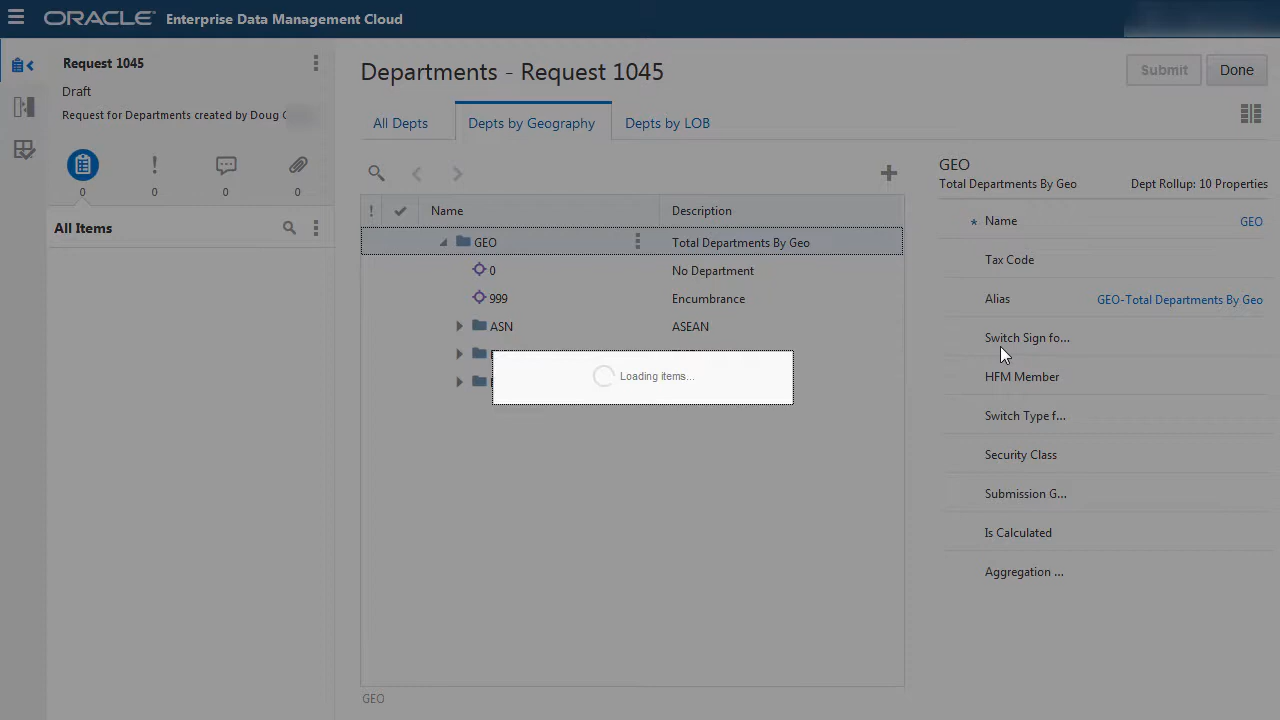 ORACLE® Enterprise Data Management Cloud
Request 1045
Draft
Request for Departments created by Doug
0 0 0 0
All Items
Departments - Request 1045
Submit Done
All Depts Depts by Geography Depts by LOB
! Name Description
GEO Total Departments By Geo
0 No Department
999 Encumbrance
ASN ASEAN
Loading items...
GEO
GEO
Total Departments By Geo Dept Rollup: 10 Properties
* Name GEO
Tax Code
Alias GEO-Total Departments By Geo
Switch Sign fo...
HFM Member
Switch Type f...
Security Class
Submission G...
Is Calculated
Aggregation ...